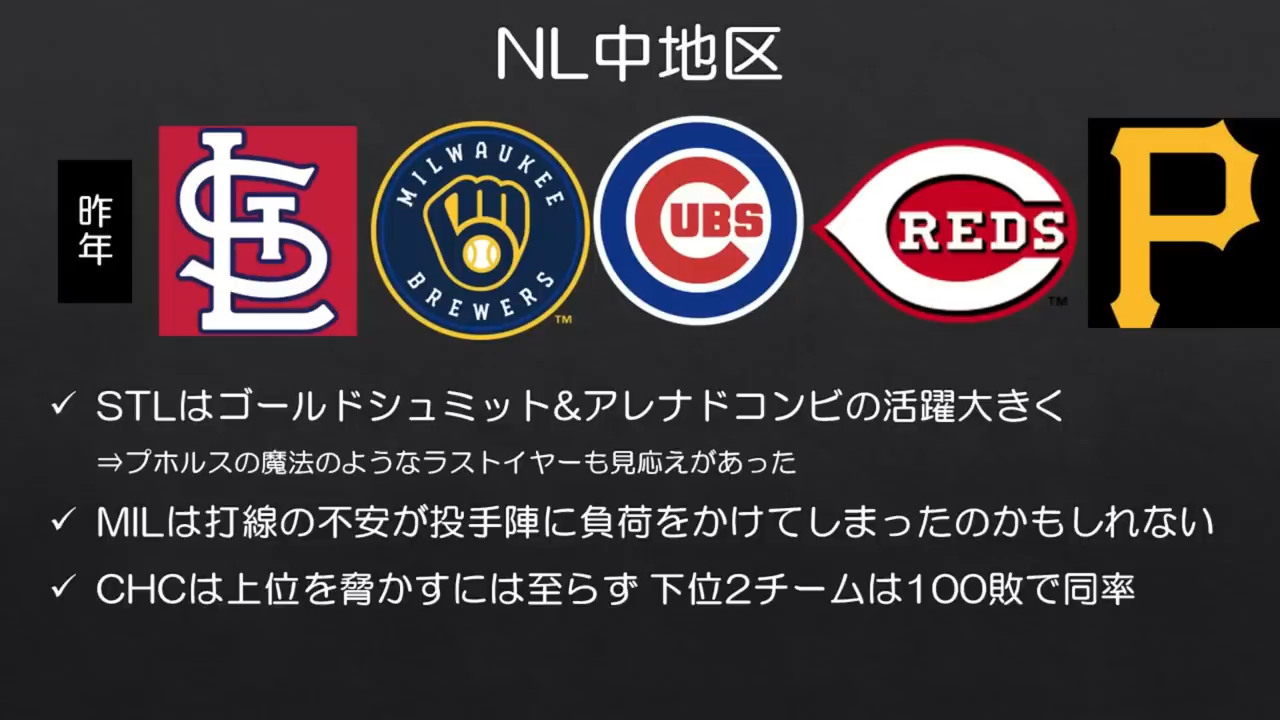 NL中地区
昨年
STL
MILWAUKEE BREWERS TM
CUBS
REDS TM
P
✓ STLはゴールドシュミット&アレナドコンビの活躍大きく
⇒プホルスの魔法のようなラストイヤーも見応えがあった
✓ MILは打線の不安が投手陣に負荷をかけてしまったのかもしれない
✓ CHCは上位を脅かすには至らず 下位2チームは100敗で同率